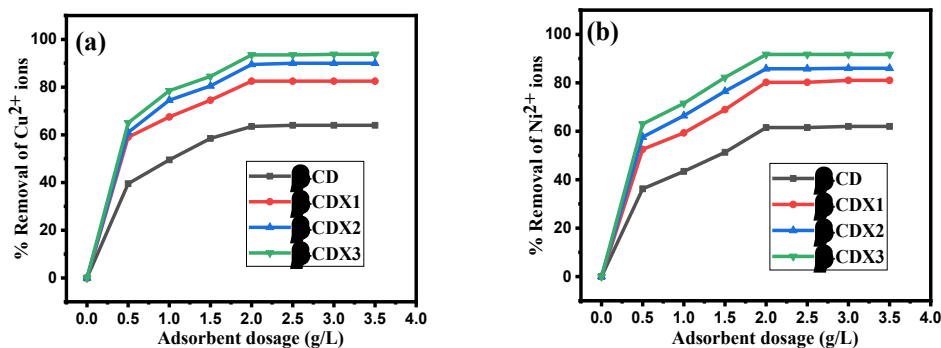 (a)
% Removal of Cu2+ ions
100
80
60
40
20
0
CD
CDX1
CDX2
CDX3
0.0 0.5 1.0 1.5 2.0 2.5 3.0 3.5 4.0
Adsorbent dosage (g/L)
(b)
% Removal of Ni2+ ions
100
80
60
40
20
0
CD
CDX1
CDX2
CDX3
0.0 0.5 1.0 1.5 2.0 2.5 3.0 3.5 4.0
Adsorbent dosage (g/L)